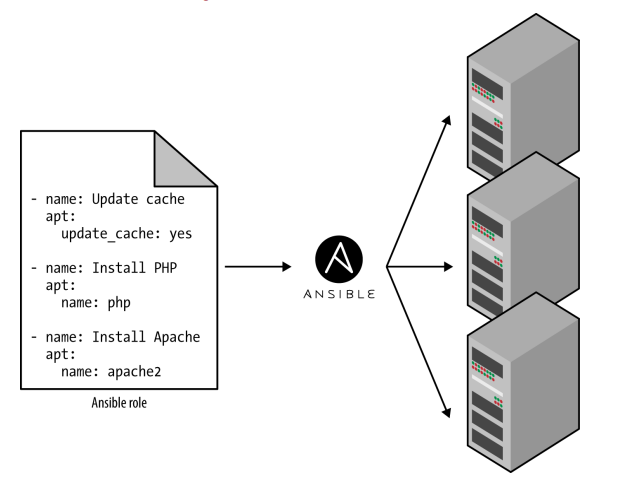 - name: Update cache
  apt:
    update_cache: yes
- name: Install PHP
  apt:
    name: php
- name: Install Apache
  apt:
    name: apache2
Ansible role
ANSIBLE